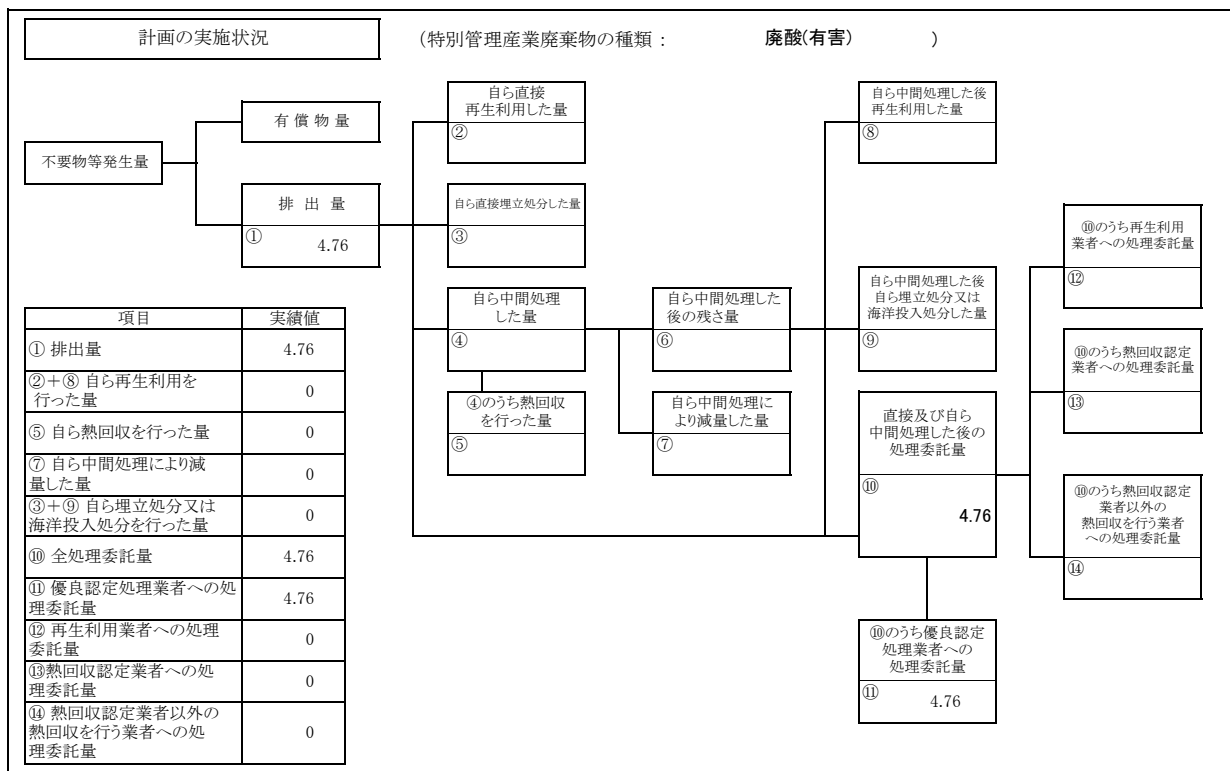 計画の実施状況
（特別管理産業廃棄物の種類： 廃酸(有害) ）
不要物等発生量
有償物量
排出量
① 4.76
自ら直接
再生利用した量
②
自ら直接埋立処分した量
③
自ら中間処理
した量
④
④のうち熱回収
を行った量
⑤
自ら中間処理した
後の残さ量
⑥
自ら中間処理に
より減量した量
⑦
自ら中間処理した後
再生利用した量
⑧
自ら中間処理した後
自ら埋立処分又は
海洋投入処分した量
⑨
直接及び自ら
中間処理した後の
処理委託量
⑩
4.76
⑩のうち優良認定
処理業者への
処理委託量
⑪ 4.76
⑩のうち再生利用
業者への処理委託量
⑫
⑩のうち熱回収認定
業者への処理委託量
⑬
⑩のうち熱回収認定
業者以外の
熱回収を行う業者
への処理委託量
⑭
項目 実績値
① 排出量 4.76
②＋⑧ 自ら再生利用を
行った量 0
⑤ 自ら熱回収を行った量 0
⑦ 自ら中間処理により減
量した量 0
③＋⑨ 自ら埋立処分又は
海洋投入処分を行った量 0
⑩ 全処理委託量 4.76
⑪ 優良認定処理業者への処
理委託量 4.76
⑫ 再生利用業者への処理
委託量 0
⑬熱回収認定業者への処
理委託量 0
⑭ 熱回収認定業者以外の
熱回収を行う業者への処
理委託量 0